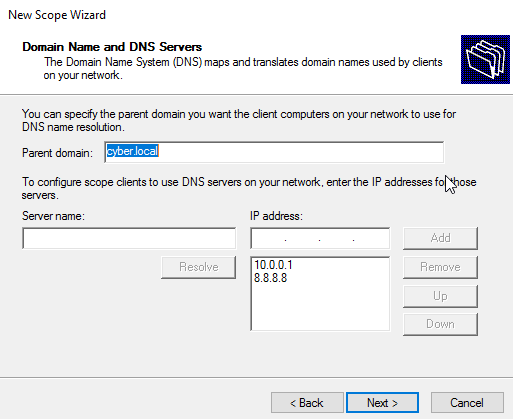 New Scope Wizard
Domain Name and DNS Servers
The Domain Name System (DNS) maps and translates domain names used by clients
on your network.
You can specify the parent domain you want the client computers on your network to use for
DNS name resolution.
Parent domain:
cyber.local
To configure scope clients to use DNS servers on your network, enter the IP addresses for those
servers.
Server name:
IP address:
. . .
Add
Resolve
10.0.0.1
8.8.8.8
Remove
Up
Down
< Back
Next >
Cancel